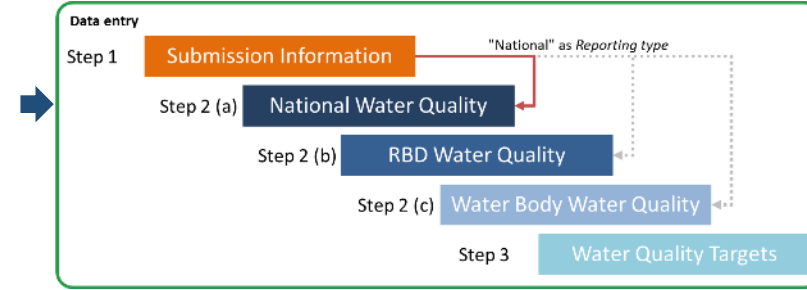 Data entry
Step 1 Submission Information "National" as Reporting type
Step 2 (a) National Water Quality
Step 2 (b) RBD Water Quality
Step 2 (c) Water Body Water Quality
Step 3 Water Quality Targets